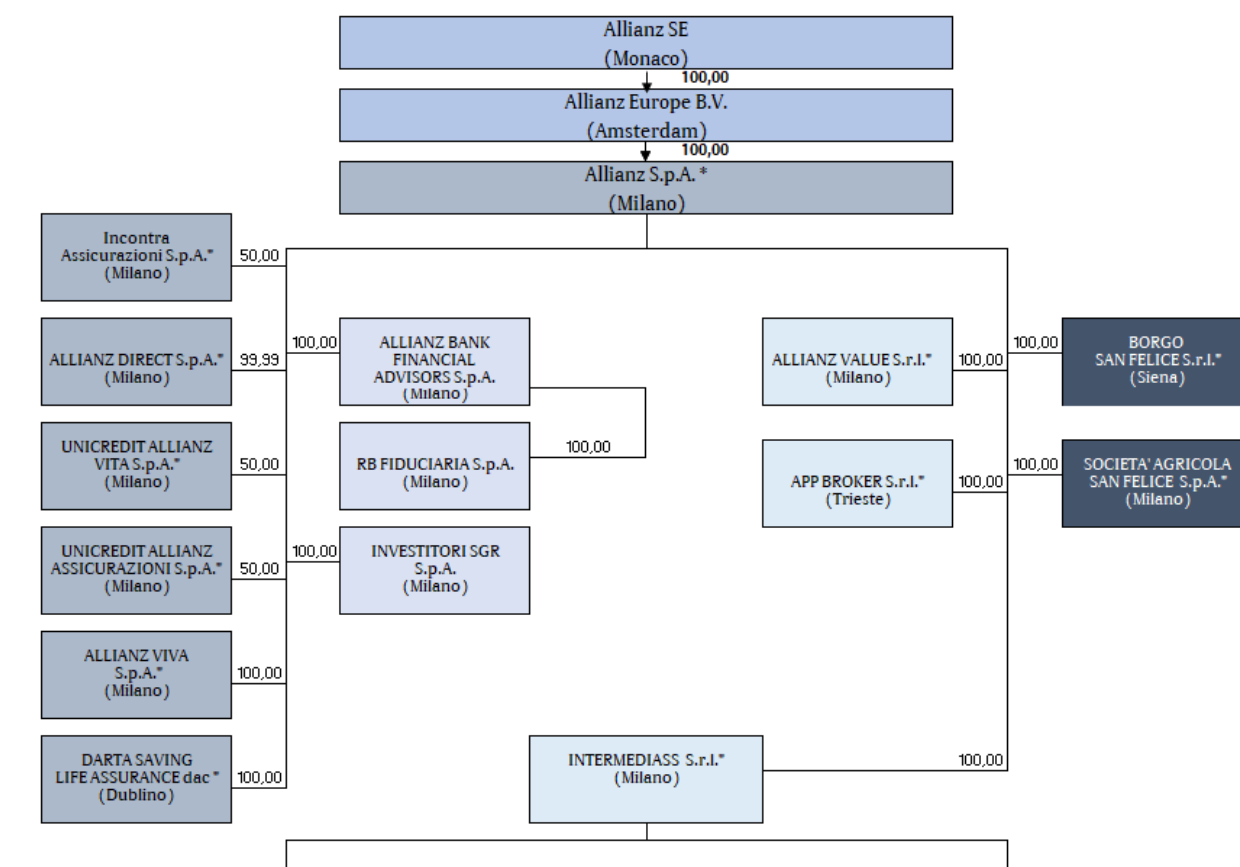 Allianz SE
(Monaco)
100,00
Allianz Europe B.V.
(Amsterdam)
100,00
Allianz S.p.A. *
(Milano)
Incontra
Assicurazioni S.p.A.*
(Milano)
50,00
ALLIANZ DIRECT S.p.A.*
(Milano)
99,99
100,00
ALLIANZ BANK
FINANCIAL
ADVISORS S.p.A.
(Milano)
ALLIANZ VALUE S.r.l.*
(Milano)
100,00
100,00
BORGO
SAN FELICE S.r.l.*
(Siena)
UNICREDIT ALLIANZ
VITA S.p.A.*
(Milano)
50,00
RB FIDUCIARIA S.p.A.
(Milano)
100,00
APP BROKER S.r.l.*
(Trieste)
100,00
100,00
SOCIETA' AGRICOLA
SAN FELICE S.p.A.*
(Milano)
UNICREDIT ALLIANZ
ASSICURAZIONI S.p.A.*
(Milano)
50,00
100,00
INVESTITORI SGR
S.p.A.
(Milano)
ALLIANZ VIVA
S.p.A.*
(Milano)
100,00
DARTA SAVING
LIFE ASSURANCE dac *
(Dublino)
100,00
INTERMEDIASS S.r.l.*
(Milano)
100,00